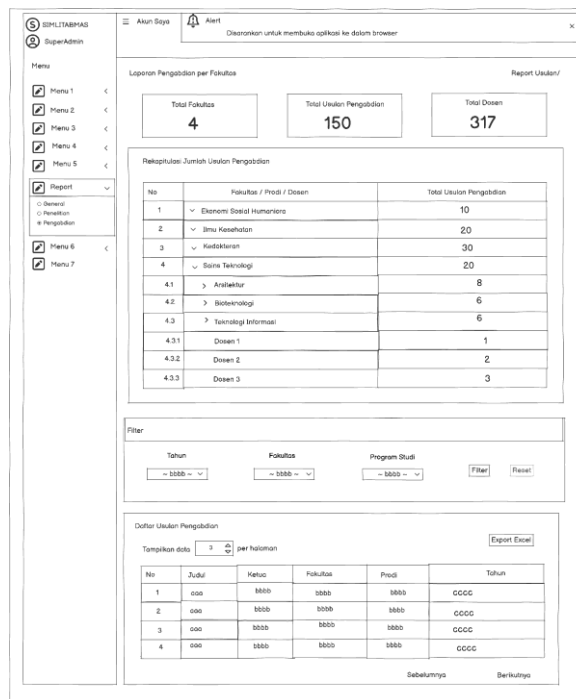 SIMLITABMAS
SuperAdmin
Menu
Menu 1
Menu 2
Menu 3
Menu 4
Menu 5
Report
General
Penelitian
Pengabdian
Menu 6
Menu 7
Akun Saya
Alert
Disarankan untuk membuka aplikasi ke dalam browser
Laporan Pengabdian per Fakultas
Report Usulan/
Total Fakultas
4
Total Usulan Pengabdian
150
Total Dosen
317
Rekapitulasi Jumlah Usulan Pengabdian
No Fakultas / Prodi / Dosen Total Usulan Pengabdian
1 Ekonomi Sosial Humaniora 10
2 Ilmu Kesehatan 20
3 Kedokteran 30
4 Sains Teknologi 20
4.1 Arsitektur 8
4.2 Bioteknologi 6
4.3 Teknologi Informasi 6
4.3.1 Dosen 1 1
4.3.2 Dosen 2 2
4.3.3 Dosen 3 3
Filter
Tahun Fakultas Program Studi
~ bbbb ~ ~ bbbb ~ ~ bbbb ~ Filter Reset
Daftar Usulan Pengabdian
Export Excel
Tampilkan data 3 per halaman
No Judul Ketua Fakultas Prodi Tahun
1 aaa bbbb bbbb bbbb cccc
2 aaa bbbb bbbb bbbb cccc
3 aaa bbbb bbbb bbbb cccc
4 aaa bbbb bbbb bbbb cccc
Sebelumnya Berikutnya